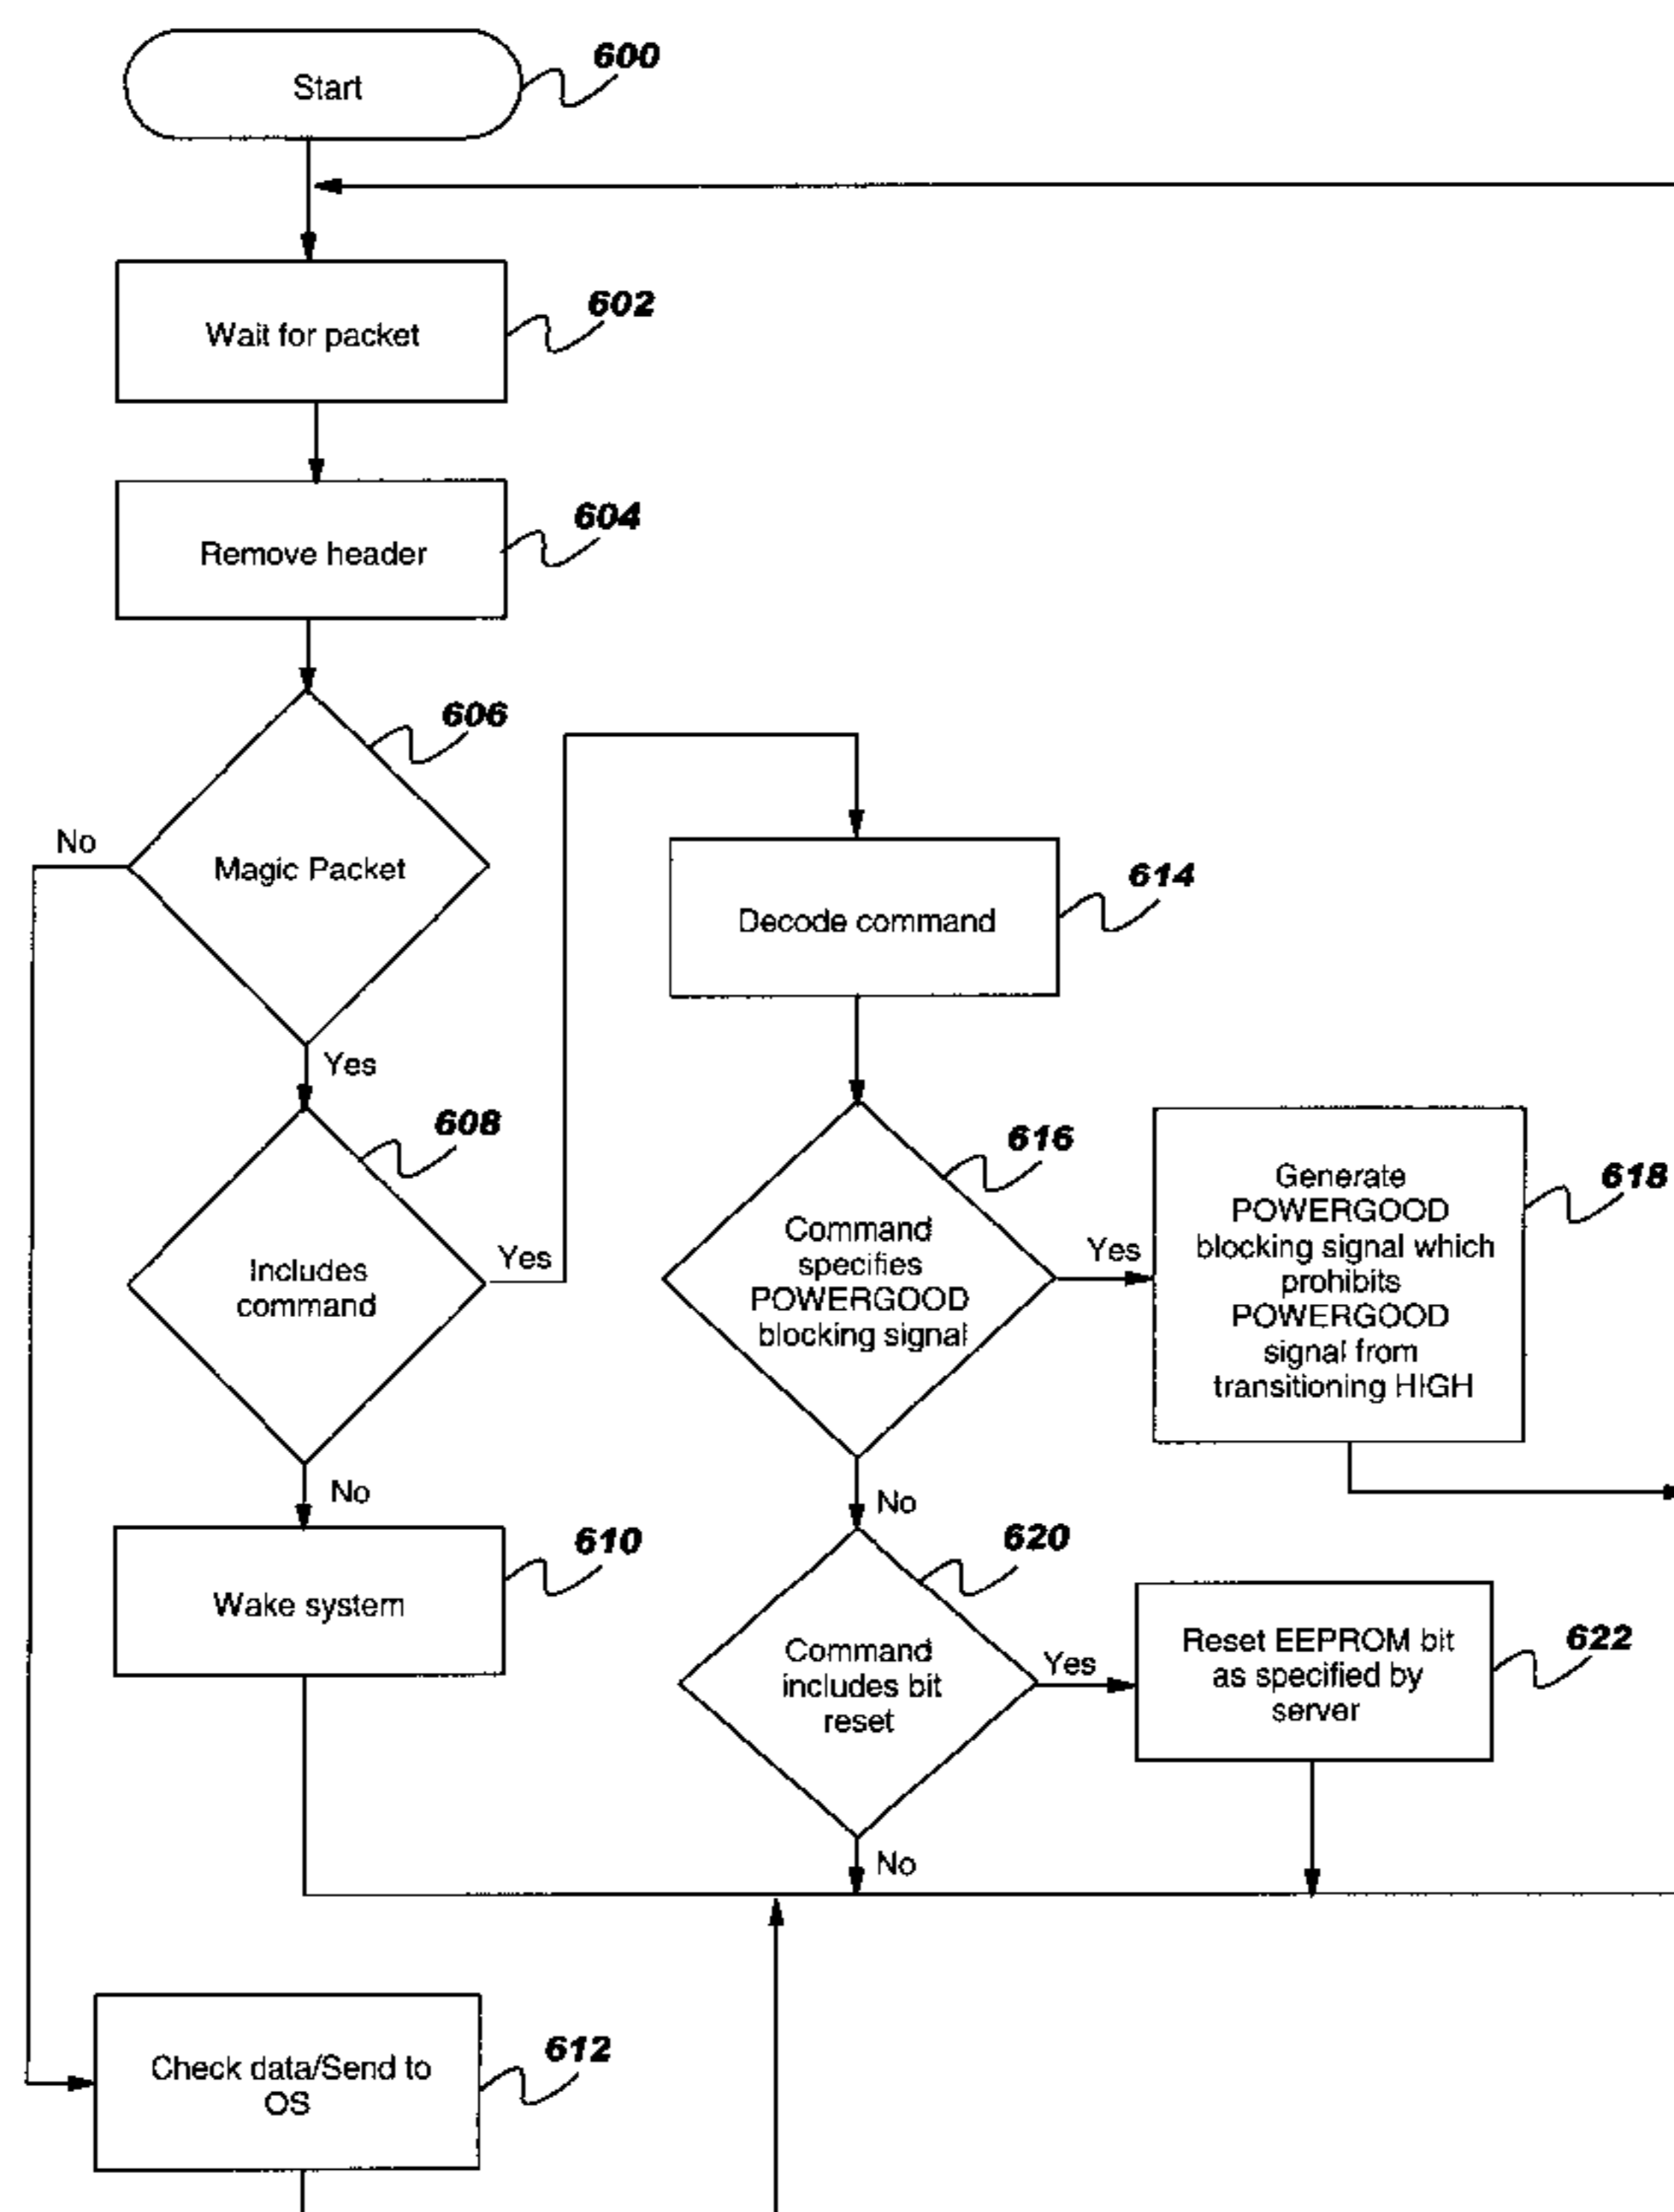 Start
600
Wait for packet
602
Remove header
604
606
No
Magic Packet
Yes
608
Includes
command
Yes
No
610
Wake system
612
Check data/Send to
OS
614
Decode command
616
Command
specifies
POWERGOOD
blocking signal
Yes
618
Generate
POWERGOOD
blocking signal which
prohibits
POWERGOOD
signal from
transitioning HIGH
No
620
Command
includes bit
reset
Yes
622
Reset EEPROM bit
as specified by
server
No